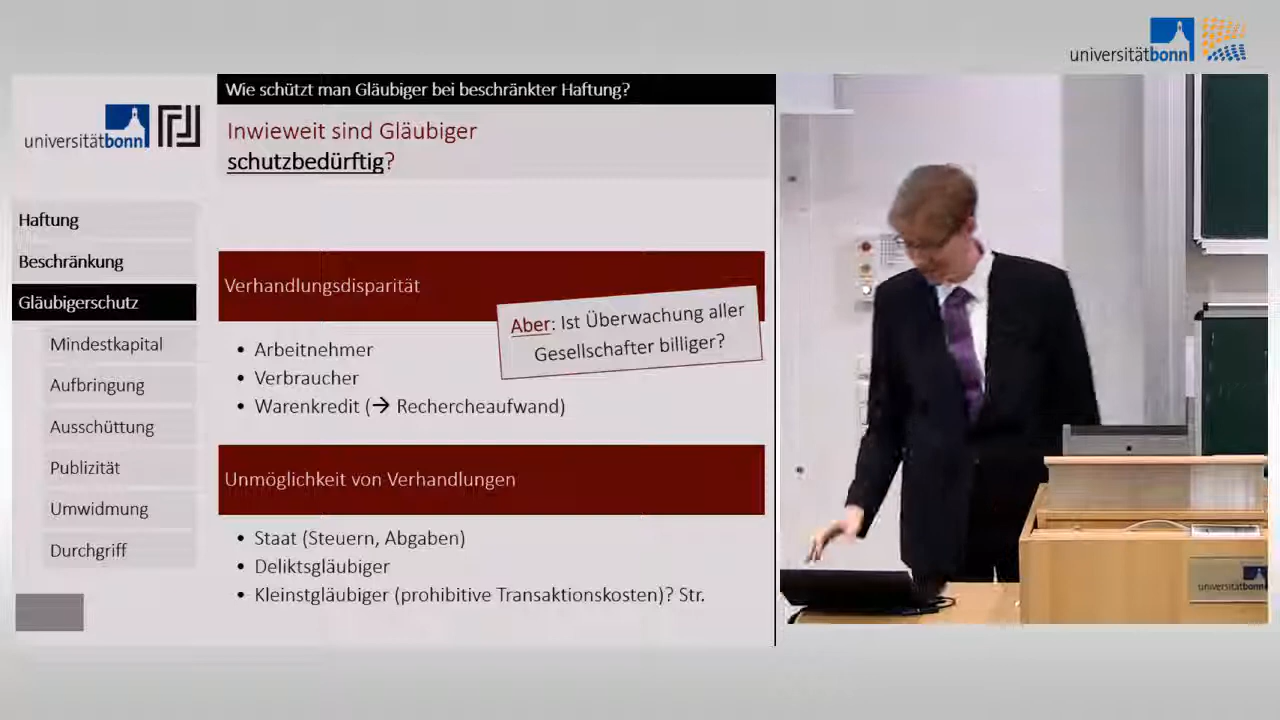 universitätbonn
universitätbonn
Wie schützt man Gläubiger bei beschränkter Haftung?
Inwieweit sind Gläubiger
schutzbedürftig?
Haftung
Beschränkung
Gläubigerschutz
Mindestkapital
Aufbringung
Ausschüttung
Publizität
Umwidmung
Durchgriff
Verhandlungsdisparität
Aber: Ist Überwachung aller
Gesellschafter billiger?
• Arbeitnehmer
• Verbraucher
• Warenkredit (→ Rechercheaufwand)
Unmöglichkeit von Verhandlungen
• Staat (Steuern, Abgaben)
• Deliktsgläubiger
• Kleinstgläubiger (prohibitive Transaktionskosten)? Str.
universitätbonn